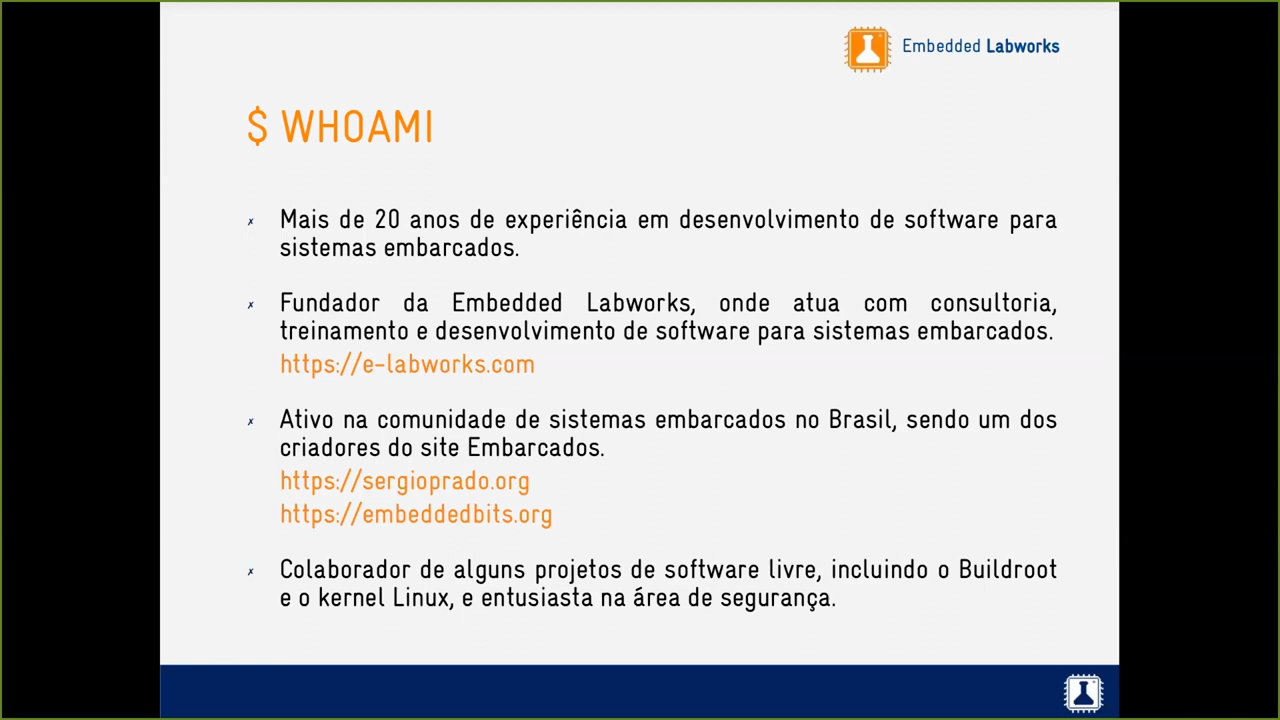 Embedded Labworks
$ WHOAMI
✗ Mais de 20 anos de experiência em desenvolvimento de software para
sistemas embarcados.
✗ Fundador da Embedded Labworks, onde atua com consultoria,
treinamento e desenvolvimento de software para sistemas embarcados.
https://e-labworks.com
✗ Ativo na comunidade de sistemas embarcados no Brasil, sendo um dos
criadores do site Embarcados.
https://sergioprado.org
https://embeddedbits.org
✗ Colaborador de alguns projetos de software livre, incluindo o Buildroot
e o kernel Linux, e entusiasta na área de segurança.